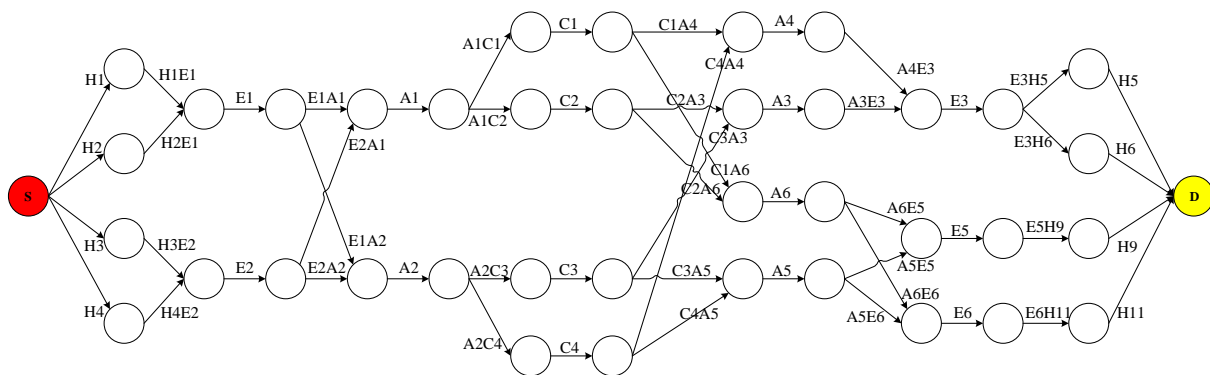 S
H1
H2
H3
H4
H1E1
H2E1
H3E2
H4E2
E1
E2
E1A1
E2A1
E1A2
E2A2
A1
A2
A1C1
A1C2
A2C3
A2C4
C1
C2
C3
C4
C1A4
C4A4
C2A3
C3A3
C1A6
C2A6
C3A5
C4A5
A4
A3
A6
A5
A4E3
A3E3
A6E5
A5E5
A6E6
A5E6
E3
E5
E6
E3H5
E3H6
E5H9
E6H11
H5
H6
H9
H11
D